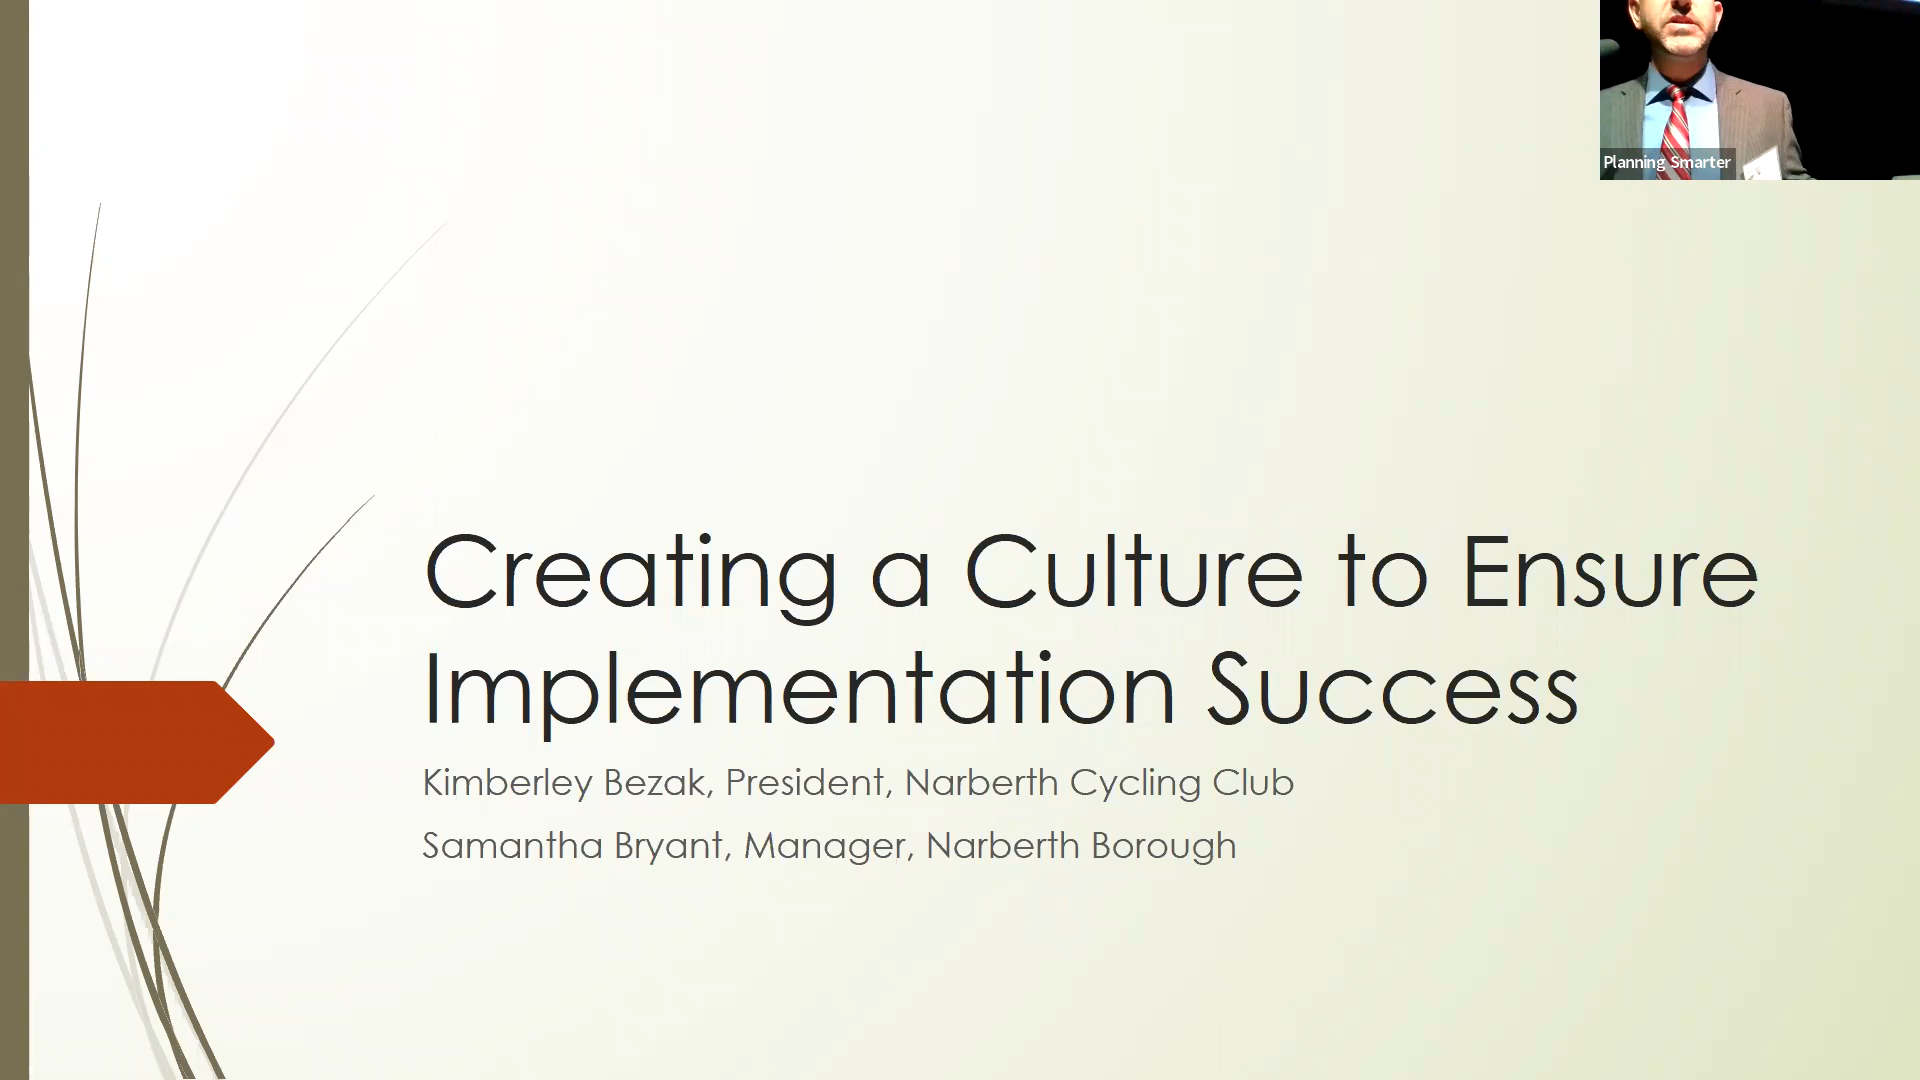 Planning Smarter
Creating a Culture to Ensure
Implementation Success
Kimberley Bezak, President, Narberth Cycling Club
Samantha Bryant, Manager, Narberth Borough